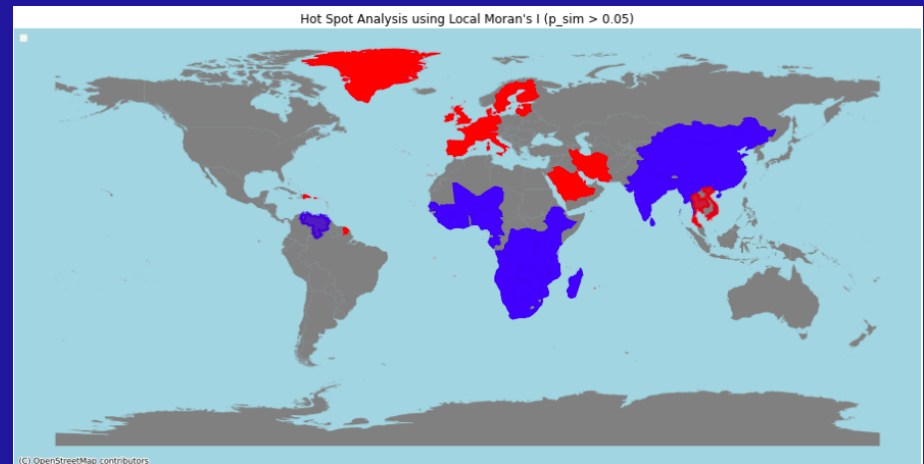 Hot Spot Analysis using Local Moran's I (p_sim > 0.05)
(C) OpenStreetMap contributors